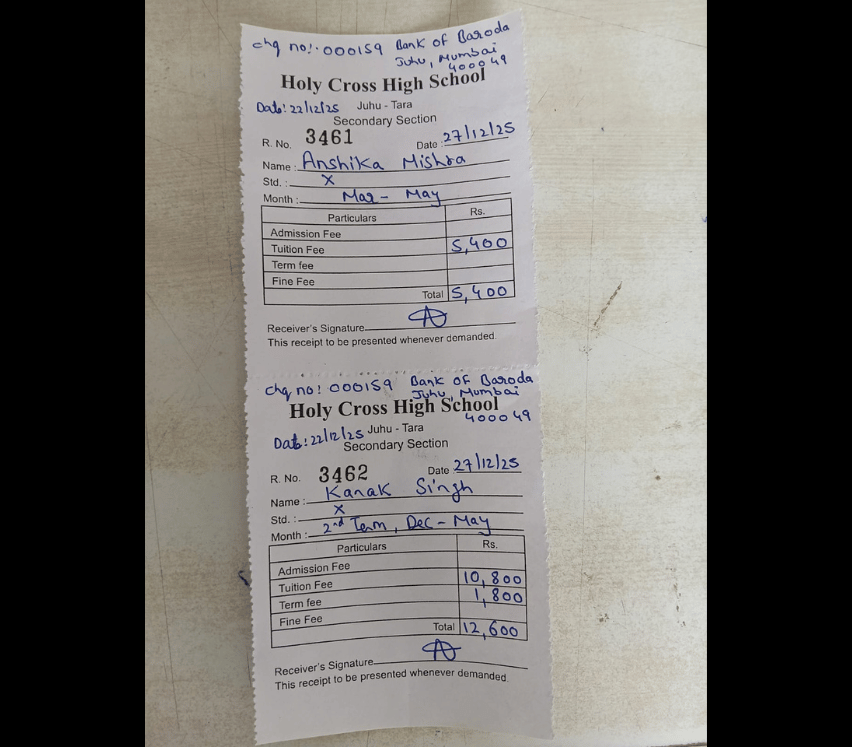 chq no:- 000159 Bank of Baroda
Juhu, Mumbai
400049
Holy Cross High School
Date: 22/12/25 Juhu - Tara
Secondary Section
R. No. 3461 Date : 27/12/25
Name : Anshika Mishra
Std. : X
Month : Mar - May
Particulars Rs.
Admission Fee
Tuition Fee 5,400
Term fee
Fine Fee
Total 5,400
Receiver's Signature
This receipt to be presented whenever demanded.
chq no: 000159 Bank of Baroda
Juhu, Mumbai
Holy Cross High School
400049
Date: 22/12/25 Juhu - Tara
Secondary Section
R. No. 3462 Date : 27/12/25
Name : Kanak Singh
Std. : X
Month : 2nd Term, Dec - May
Particulars Rs.
Admission Fee
Tuition Fee 10,800
Term fee 1,800
Fine Fee
Total 12,600
Receiver's Signature
This receipt to be presented whenever demanded.